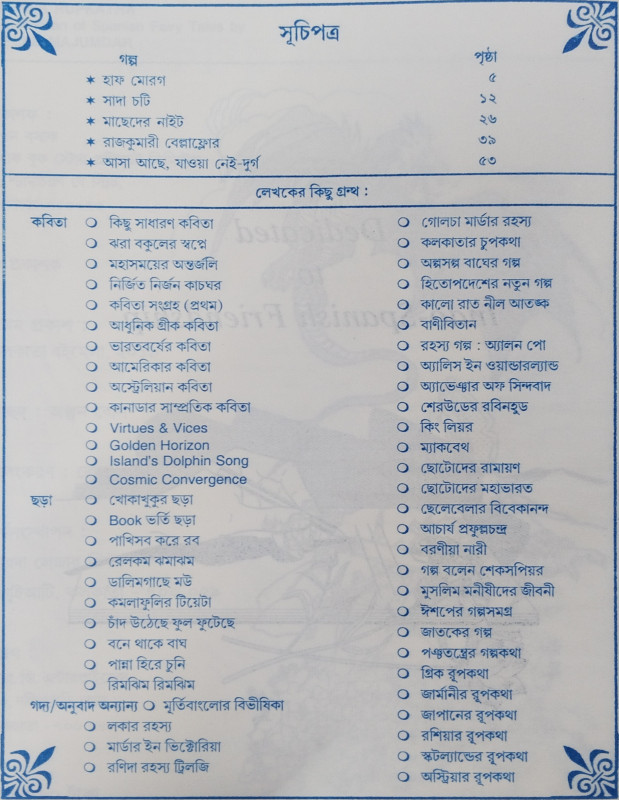 সূচিপত্র
গল্প পৃষ্ঠা
✶ হাফ মোরগ ৫
✶ সাদা চটি ১২
✶ মাছেদের নাইট ২৬
✶ রাজকুমারী বেল্লাফ্লোর ৩৯
✶ আসা আছে, যাওয়া নেই-দুর্গ ৫৩
লেখকের কিছু গ্রন্থ :
কবিতা ❍ কিছু সাধারণ কবিতা
❍ ঝরা বকুলের স্বপ্নে
❍ মহাসময়ের অন্তর্জলি
❍ নির্জিত নির্জন কাচঘর
❍ কবিতা সংগ্রহ (প্রথম)
❍ আধুনিক গ্রীক কবিতা
❍ ভারতবর্ষের কবিতা
❍ আমেরিকার কবিতা
❍ অস্ট্রেলিয়ান কবিতা
❍ কানাডার সাম্প্রতিক কবিতা
❍ Virtues & Vices
❍ Golden Horizon
❍ Island's Dolphin Song
❍ Cosmic Convergence
ছড়া ❍ খোকাখুকুর ছড়া
❍ Book ভর্তি ছড়া
❍ পাখিসব করে রব
❍ রেলকম ঝমাঝম
❍ ডালিমগাছে মউ
❍ কমলাফুলির টিয়েটা
❍ চাঁদ উঠেছে ফুল ফুটেছে
❍ বনে থাকে বাঘ
❍ পান্না হিরে চুনি
❍ রিমঝিম রিমঝিম
গদ্য/অনুবাদ অন্যান্য ❍ মূর্তিবাংলোর বিভীষিকা
❍ লকার রহস্য
❍ মার্ডার ইন ভিক্টোরিয়া
❍ রণিদা রহস্য ট্রিলজি
❍ গোলচা মার্ডার রহস্য
❍ কলকাতার চুপকথা
❍ অল্পসল্প বাঘের গল্প
❍ হিতোপদেশের নতুন গল্প
❍ কালো রাত নীল আতঙ্ক
❍ বাণীবিতান
❍ রহস্য গল্প : অ্যালন পো
❍ অ্যালিস ইন ওয়ান্ডারল্যান্ড
❍ অ্যাভেঞ্চার অফ সিন্দবাদ
❍ শেরউডের রবিনহুড
❍ কিং লিয়র
❍ ম্যাকবেথ
❍ ছোটোদের রামায়ণ
❍ ছোটোদের মহাভারত
❍ ছেলেবেলার বিবেকানন্দ
❍ আচার্য প্রফুল্লচন্দ্র
❍ বরণীয়া নারী
❍ গল্প বলেন শেকসপিয়র
❍ মুসলিম মনীষীদের জীবনী
❍ ঈশপের গল্পসমগ্র
❍ জাতকের গল্প
❍ পঞ্চতন্ত্রের গল্পকথা
❍ গ্রিক রূপকথা
❍ জার্মানীর রূপকথা
❍ জাপানের রূপকথা
❍ রশিয়ার রূপকথা
❍ স্কটল্যান্ডের রূপকথা
❍ অস্ট্রিয়ার রূপকথা